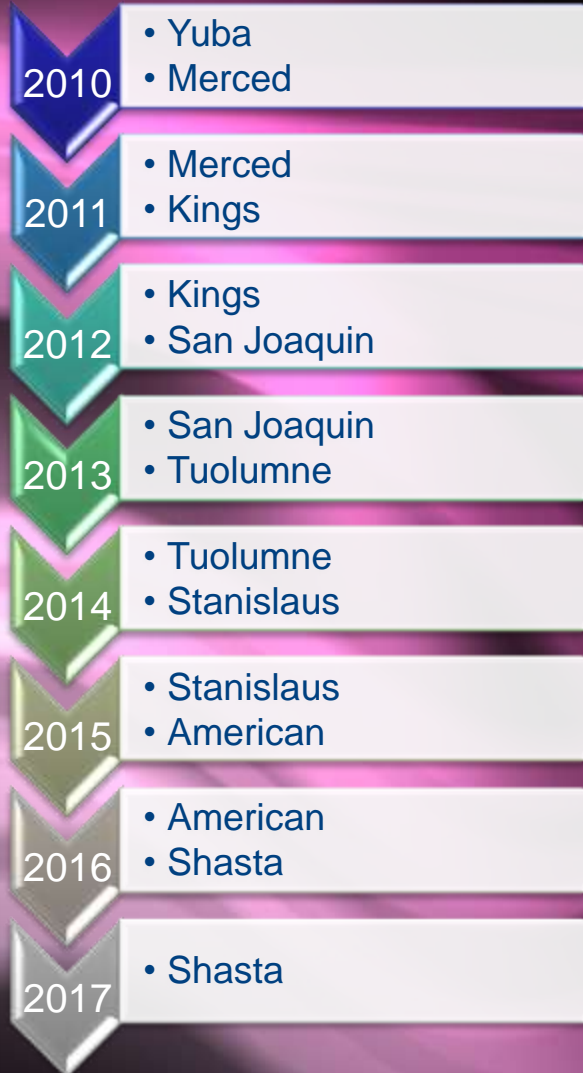 2010
• Yuba
• Merced
2011
• Merced
• Kings
2012
• Kings
• San Joaquin
2013
• San Joaquin
• Tuolumne
2014
• Tuolumne
• Stanislaus
2015
• Stanislaus
• American
2016
• American
• Shasta
2017
• Shasta